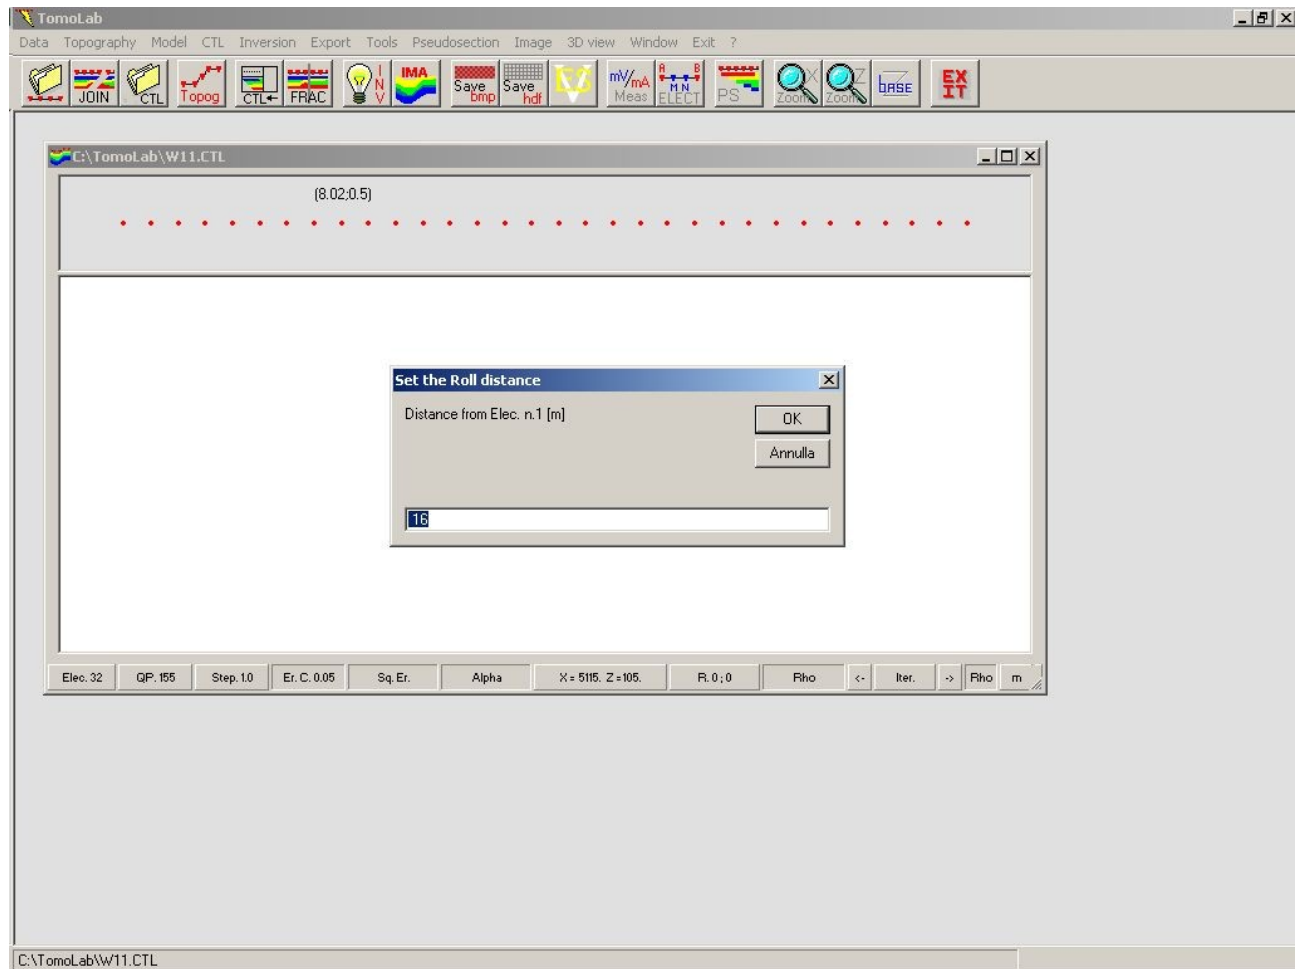 TomoLab
Data Topography Model CTL Inversion Export Tools Pseudosection Image 3D view Window Exit ?
JOIN CTL Topog CTL FRAC INV IMA Save bmp Save hdf ES mV/mA Meas A B M N ELECT PS Zoom X Zoom Z bASE EXIT
C:\TomoLab\W11.CTL
(8.02;0.5)
Set the Roll distance
Distance from Elec. n.1 [m]
OK
Annulla
16
Elec. 32 QP. 155 Step. 1.0 Er. C. 0.05 Sq. Er. Alpha X = 5115. Z =105. R. 0 ; 0 Rho <- Iter. -> Rho m
C:\TomoLab\W11.CTL